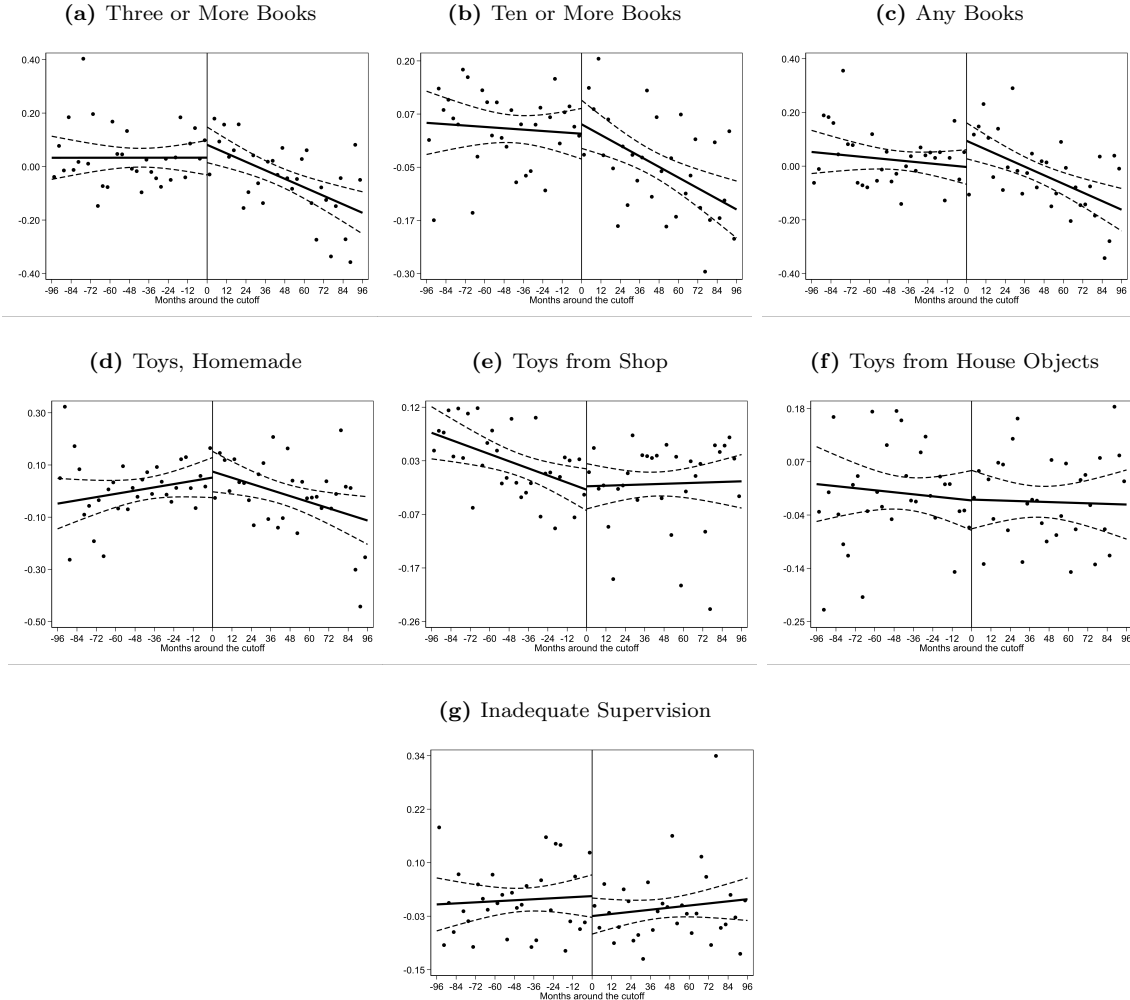 (a) Three or More Books
(b) Ten or More Books
(c) Any Books
0.40
0.20
0.00
-0.20
-0.40
-96 -84 -72 -60 -48 -36 -24 -12 0 12 24 36 48 60 72 84 96
Months around the cutoff
0.20
0.07
-0.05
-0.17
-0.30
-96 -84 -72 -60 -48 -36 -24 -12 0 12 24 36 48 60 72 84 96
Months around the cutoff
0.40
0.20
0.00
-0.20
-0.40
-96 -84 -72 -60 -48 -36 -24 -12 0 12 24 36 48 60 72 84 96
Months around the cutoff
(d) Toys, Homemade
(e) Toys from Shop
(f) Toys from House Objects
0.30
0.10
-0.10
-0.30
-0.50
-96 -84 -72 -60 -48 -36 -24 -12 0 12 24 36 48 60 72 84 96
Months around the cutoff
0.12
0.03
-0.07
-0.17
-0.26
-96 -84 -72 -60 -48 -36 -24 -12 0 12 24 36 48 60 72 84 96
Months around the cutoff
0.18
0.07
-0.04
-0.14
-0.25
-96 -84 -72 -60 -48 -36 -24 -12 0 12 24 36 48 60 72 84 96
Months around the cutoff
(g) Inadequate Supervision
0.34
0.22
0.10
-0.03
-0.15
-96 -84 -72 -60 -48 -36 -24 -12 0 12 24 36 48 60 72 84 96
Months around the cutoff